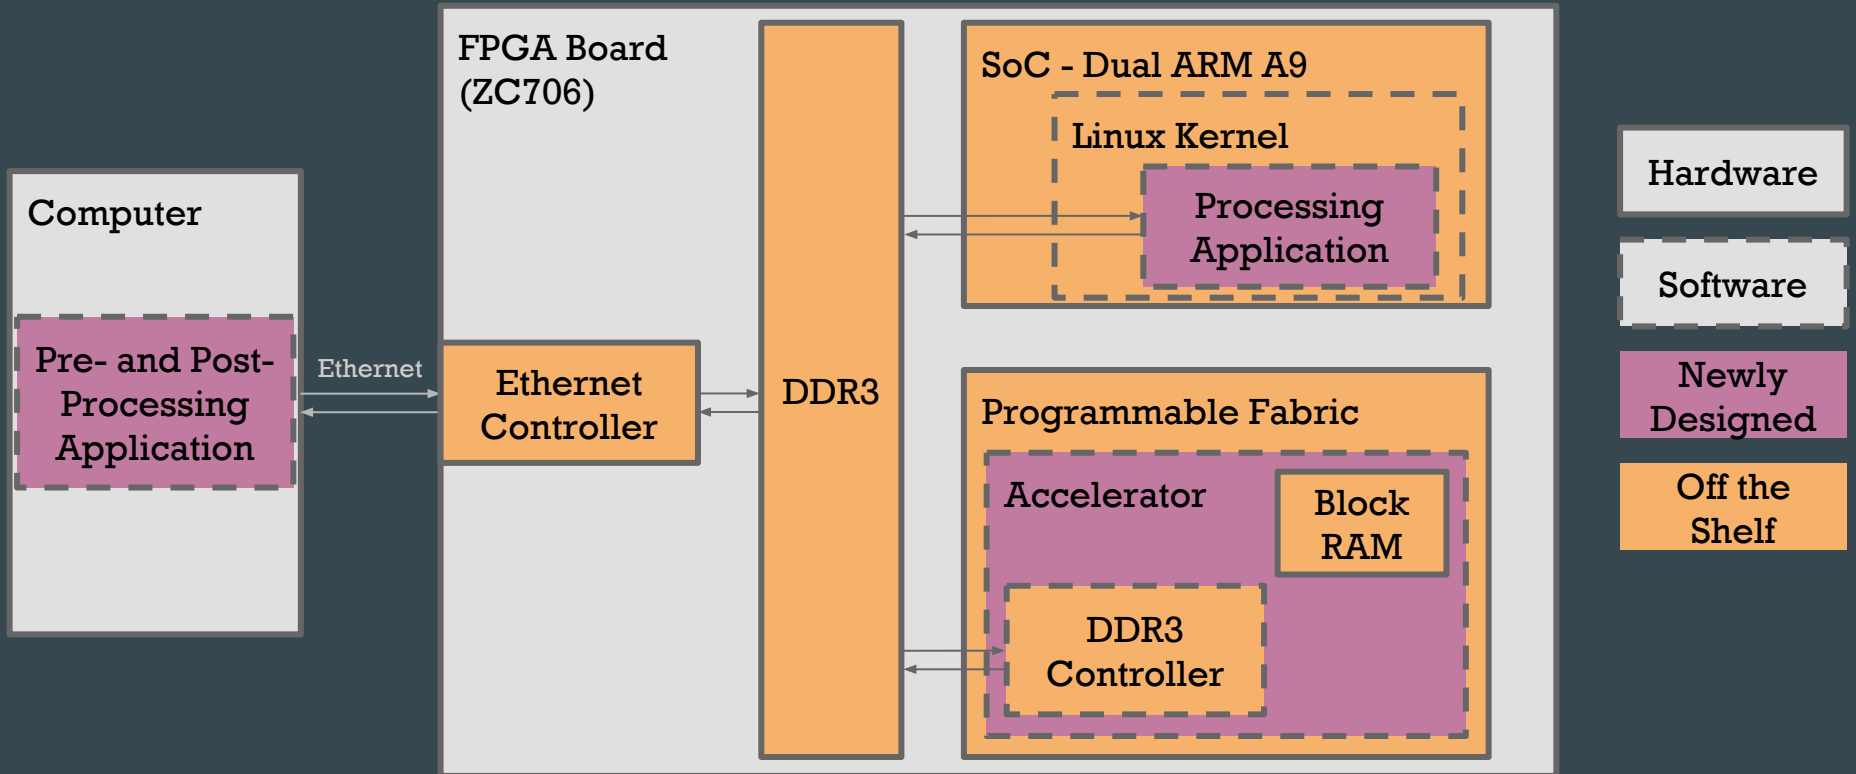 FPGA Board
(ZC706)
SoC - Dual ARM A9
Linux Kernel
Processing
Application
Computer
Pre- and Post-
Processing
Application
Ethernet
Ethernet
Controller
DDR3
Programmable Fabric
Accelerator
Block
RAM
DDR3
Controller
Hardware
Software
Newly
Designed
Off the
Shelf